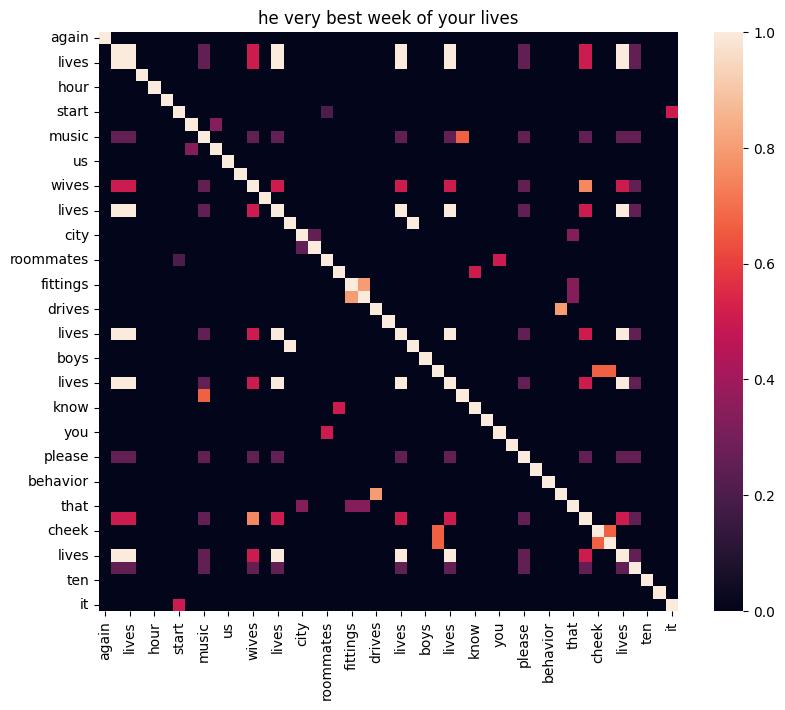 he very best week of your lives
again
lives
hour
start
music
us
wives
lives
city
roommates
fittings
drives
lives
boys
lives
know
you
please
behavior
that
cheek
lives
ten
it
1.0
0.8
0.6
0.4
0.2
0.0
again
lives
hour
start
music
us
wives
lives
city
roommates
fittings
drives
lives
boys
lives
know
you
please
behavior
that
cheek
lives
ten
it